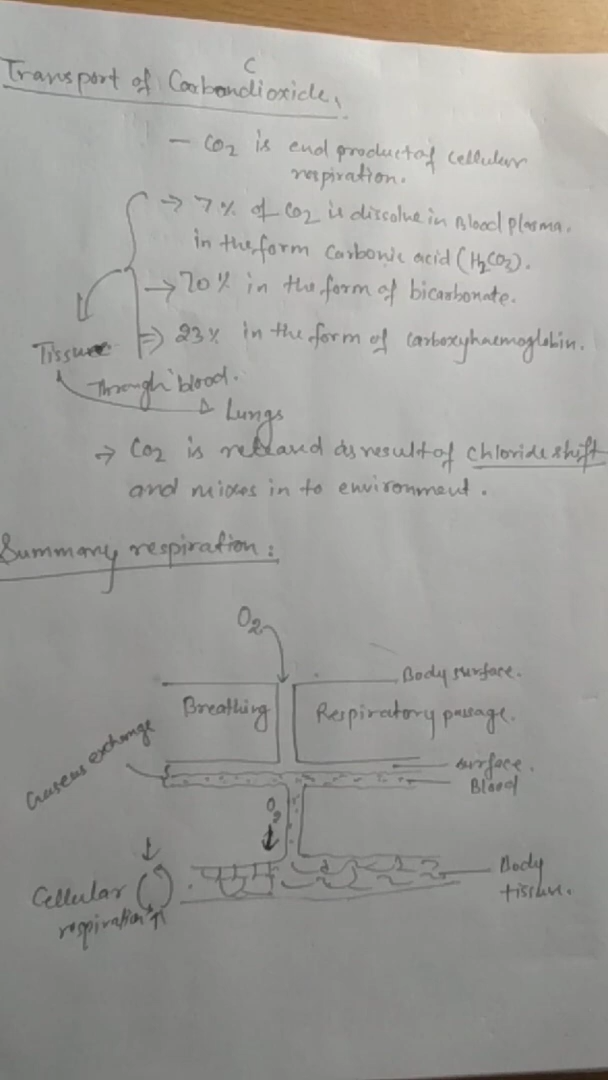 C
Transport of Carbondioxide.
- CO2 is end product of cellular
respiration.
→ 7% of CO2 is dissolve in Blood plasma.
in the form Carbonic acid (H2CO3).
→ 70% in the form of bicarbonate.
⇒ 23% in the form of carboxyhaemoglobin.
Tissue
Through blood.
Lungs
→ CO2 is as result of chloride shift
and mixes in to environment.
Summary respiration:
O2
Body surface.
Breathing
Respiratory passage.
Gaseous exchange
surface.
Blood
O2
Body
tissue.
Cellular
respiration